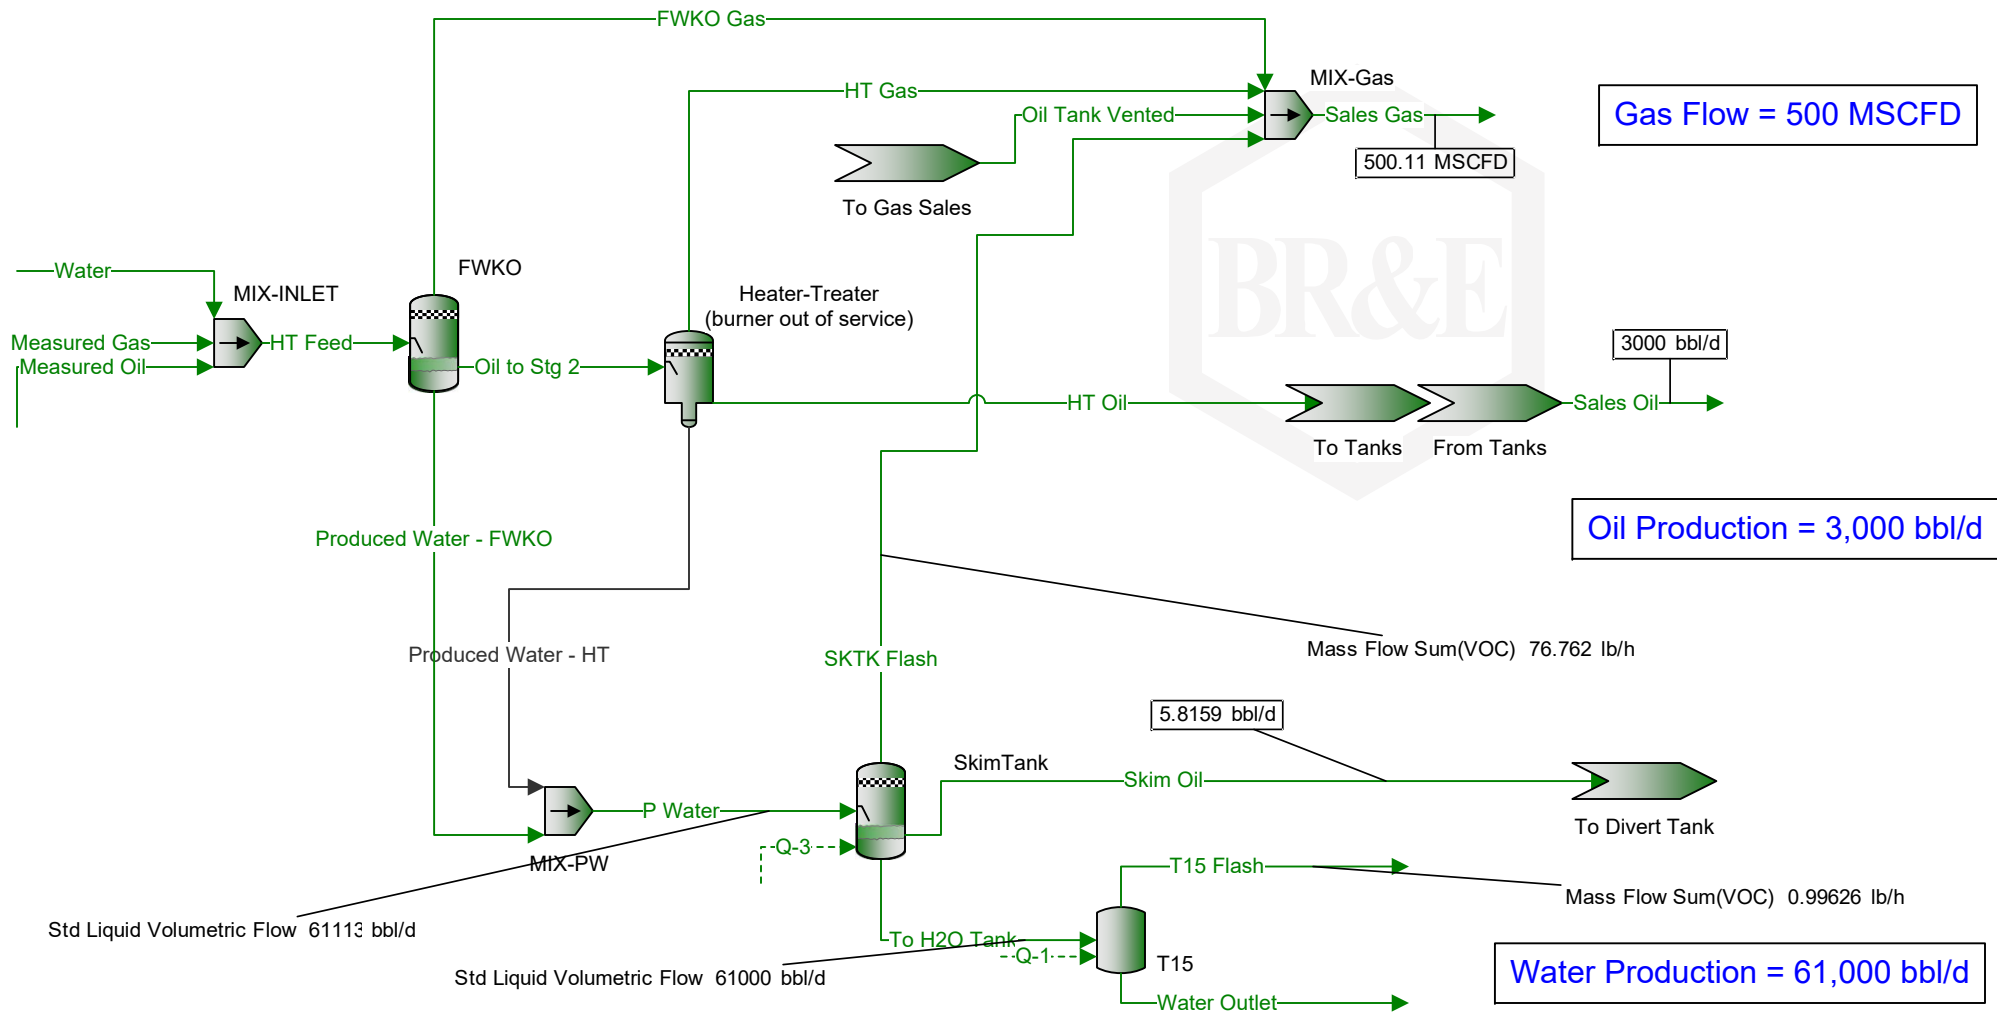 FWKO Gas
MIX-Gas
HT Gas
Gas Flow = 500 MSCFD
Oil Tank Vented
Sales Gas
500.11 MSCFD
To Gas Sales
BR&E
Water
FWKO
MIX-INLET
Heater-Treater
(burner out of service)
Measured Gas
HT Feed
Measured Oil
Oil to Stg 2
3000 bbl/d
HT Oil
Sales Oil
To Tanks
From Tanks
Oil Production = 3,000 bbl/d
Produced Water - FWKO
Produced Water - HT
SKTK Flash
Mass Flow Sum(VOC) 76.762 lb/h
5.8159 bbl/d
SkimTank
Skim Oil
P Water
To Divert Tank
Q-3
MIX-PW
T15 Flash
Mass Flow Sum(VOC) 0.99626 lb/h
Std Liquid Volumetric Flow 61113 bbl/d
To H2O Tank
Q-1
T15
Std Liquid Volumetric Flow 61000 bbl/d
Water Production = 61,000 bbl/d
Water Outlet